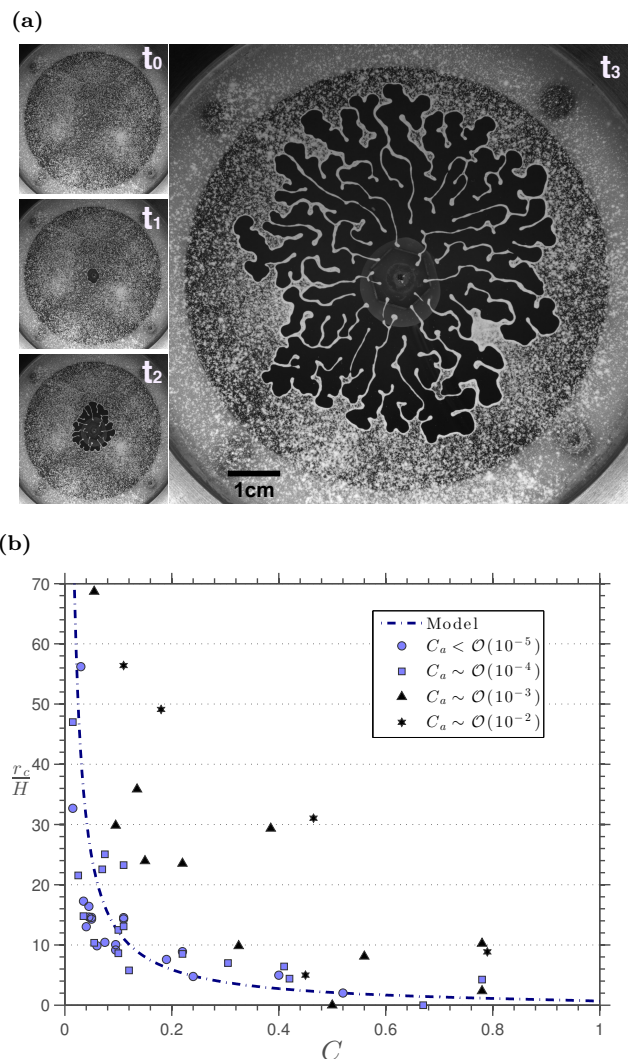 (a)
t₀
t₁
t₂
t₃
1cm
(b)
70
60
50
40
30
20
10
0
r_c/H
0
0.2
0.4
0.6
0.8
1
C
Model
C_a < 𝒪(10⁻⁵)
C_a ∼ 𝒪(10⁻⁴)
C_a ∼ 𝒪(10⁻³)
C_a ∼ 𝒪(10⁻²)